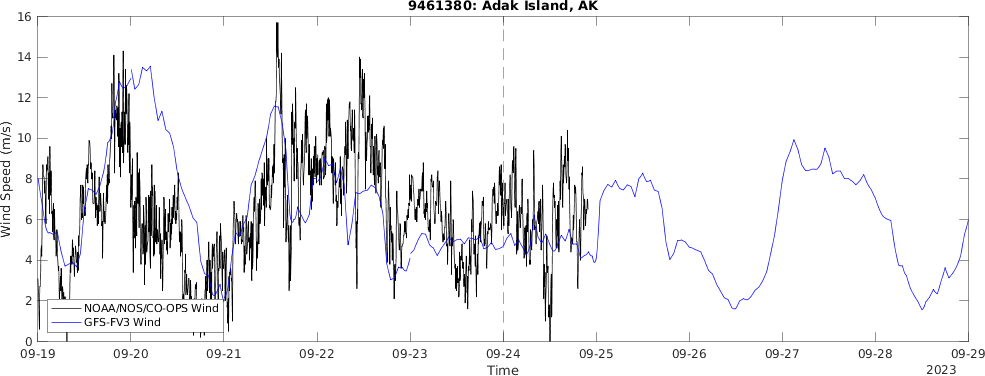 9461380: Adak Island, AK
Wind Speed (m/s)
16
14
12
10
8
6
4
2
0
NOAA/NOS/CO-OPS Wind
GFS-FV3 Wind
09-19 09-20 09-21 09-22 09-23 09-24 09-25 09-26 09-27 09-28 09-29
Time
2023